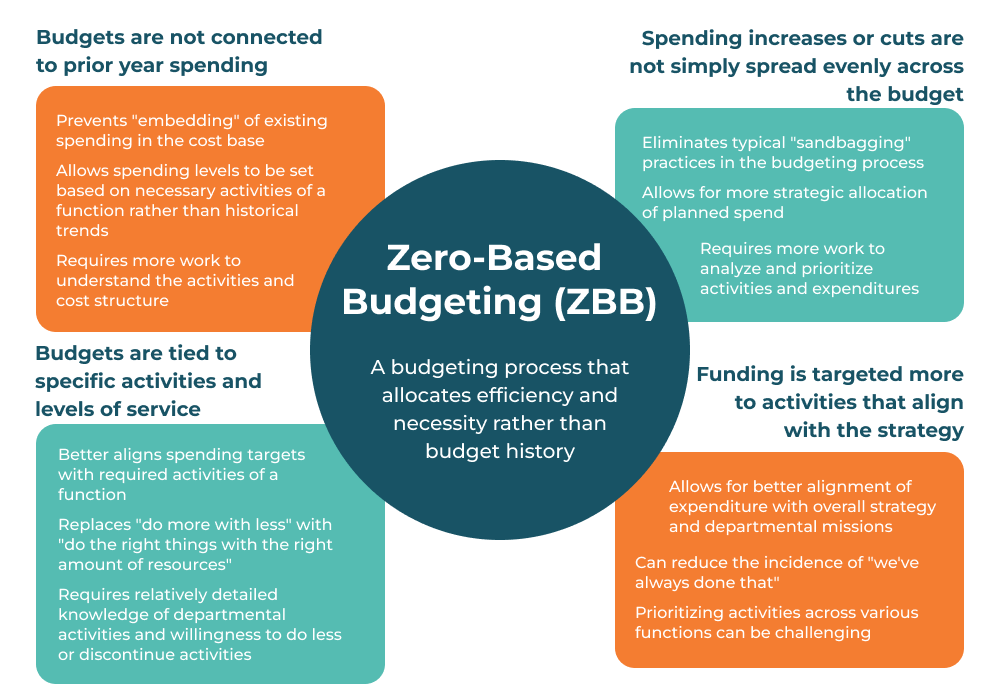 Budgets are not connected
to prior year spending
Prevents "embedding" of existing
spending in the cost base
Allows spending levels to be set
based on necessary activities of a
function rather than historical
trends
Requires more work to
understand the activities and
cost structure
Spending increases or cuts are
not simply spread evenly across
the budget
Eliminates typical "sandbagging"
practices in the budgeting process
Allows for more strategic allocation
of planned spend
Requires more work to
analyze and prioritize
activities and expenditures
Zero-Based
Budgeting (ZBB)
A budgeting process that
allocates efficiency and
necessity rather than
budget history
Budgets are tied to
specific activities and
levels of service
Better aligns spending targets
with required activities of a
function
Replaces "do more with less" with
"do the right things with the right
amount of resources"
Requires relatively detailed
knowledge of departmental
activities and willingness to do less
or discontinue activities
Funding is targeted more
to activities that align
with the strategy
Allows for better alignment of
expenditure with overall strategy
and departmental missions
Can reduce the incidence of "we've
always done that"
Prioritizing activities across various
functions can be challenging